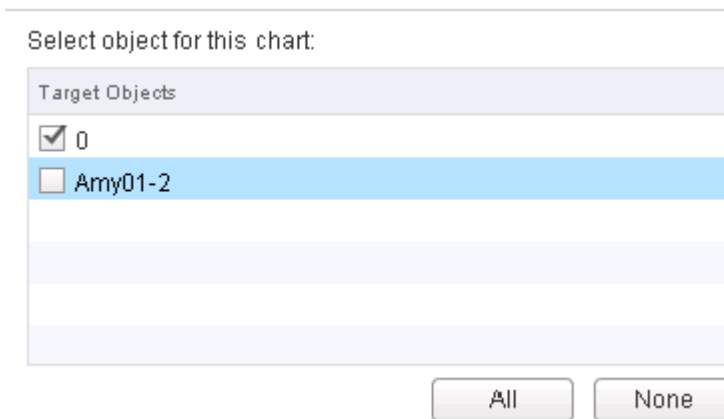 Select object for this chart:
Target Objects
0
Amy01-2
All None